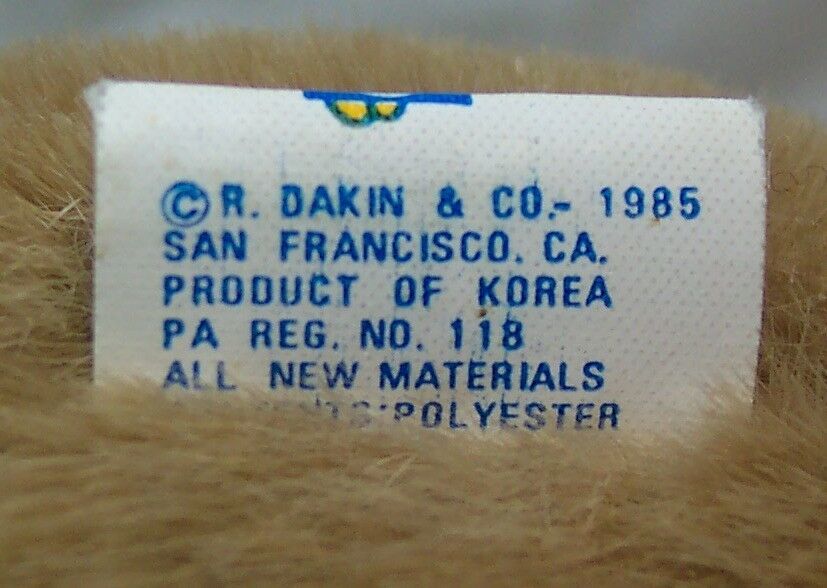 © R. DAKIN & CO.- 1985
SAN FRANCISCO. CA.
PRODUCT OF KOREA
PA REG. NO. 118
ALL NEW MATERIALS
POLYESTER